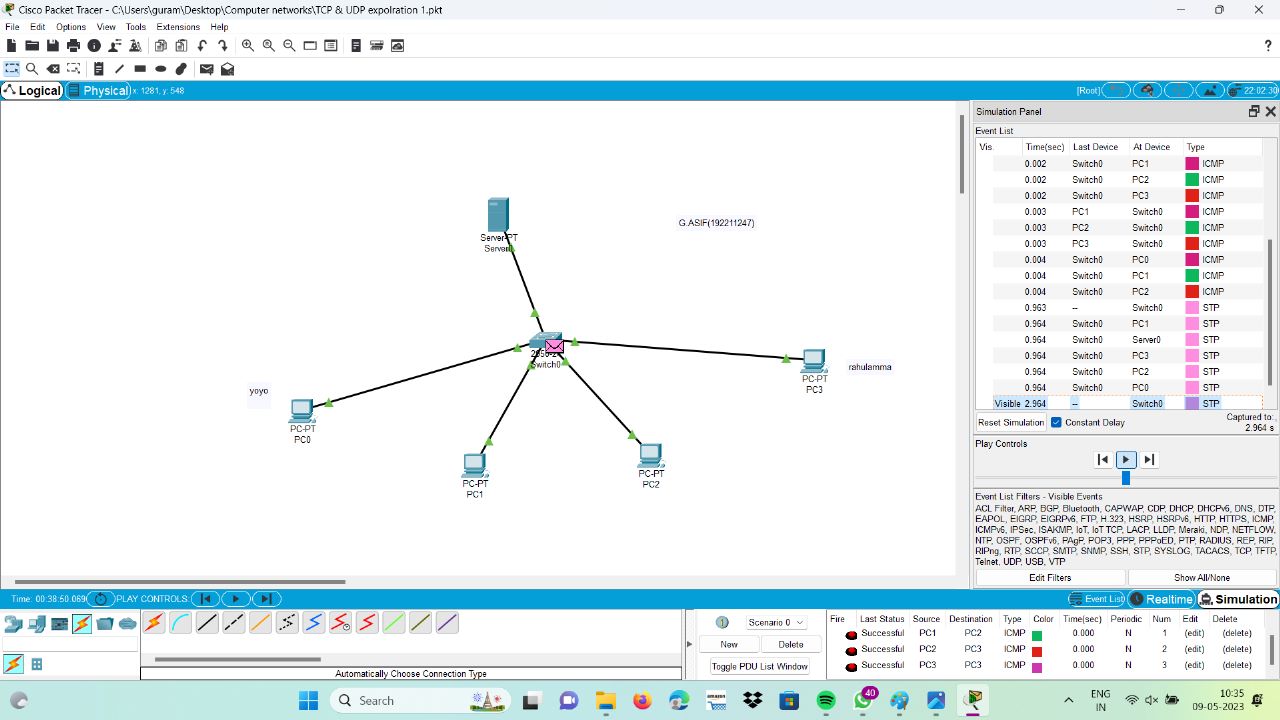 Cisco Packet Tracer - C:\Users\guram\Desktop\Computer networks\TCP & UDP expolration 1.pkt
File Edit Options View Tools Extensions Help
Logical Physical x: 1281, y: 548 [Root] 22:02:30
Simulation Panel
Event List
Vis. Time(sec) Last Device At Device Type
0.002 Switch0 PC1 ICMP
0.002 Switch0 PC2 ICMP
0.002 Switch0 PC3 ICMP
0.003 PC1 Switch0 ICMP
0.003 PC2 Switch0 ICMP
0.003 PC3 Switch0 ICMP
0.004 Switch0 PC0 ICMP
0.004 Switch0 PC1 ICMP
0.004 Switch0 PC2 ICMP
0.963 -- Switch0 STP
0.964 Switch0 PC1 STP
0.964 Switch0 Server0 STP
0.964 Switch0 PC3 STP
0.964 Switch0 PC2 STP
0.964 Switch0 PC0 STP
Visible 2.964 -- Switch0 STP
Reset Simulation Constant Delay Captured to:
2.964 s
Play Controls
Event List Filters - Visible Events
ACL Filter, ARP, BGP, Bluetooth, CAPWAP, CDP, DHCP, DHCPv6, DNS, DTP,
EAPOL, EIGRP, EIGRPv6, FTP, H.323, HSRP, HSRPv6, HTTP, HTTPS, ICMP,
ICMPv6, IPSec, ISAKMP, IoT, IoT TCP, LACP, LLDP, Meraki, NDP, NETFLOW,
NTP, OSPF, OSPFv6, PAgP, POP3, PPP, PPPoED, PTP, RADIUS, REP, RIP,
RIPng, RTP, SCCP, SMTP, SNMP, SSH, STP, SYSLOG, TACACS, TCP, TFTP,
Telnet, UDP, USB, VTP
Edit Filters Show All/None
G.ASIF(192211247)
Server-PT
Server0
Switch0
yoyo
PC-PT
PC0
PC-PT
PC1
PC-PT
PC2
PC-PT
PC3
rahulamma
Time: 00:38:50.069 PLAY CONTROLS: Event List Realtime Simulation
Automatically Choose Connection Type
Scenario 0
New Delete
Toggle PDU List Window
Fire Last Status Source Destination Type Color Time(sec) Periodic Num Edit Delete
Successful PC1 PC2 ICMP 0.000 N 1 (edit) (delete)
Successful PC2 PC3 ICMP 0.000 N 2 (edit) (delete)
Successful PC3 PC3 ICMP 0.000 N 3 (edit) (delete)
Search
40
ENG
IN
10:35
09-05-2023